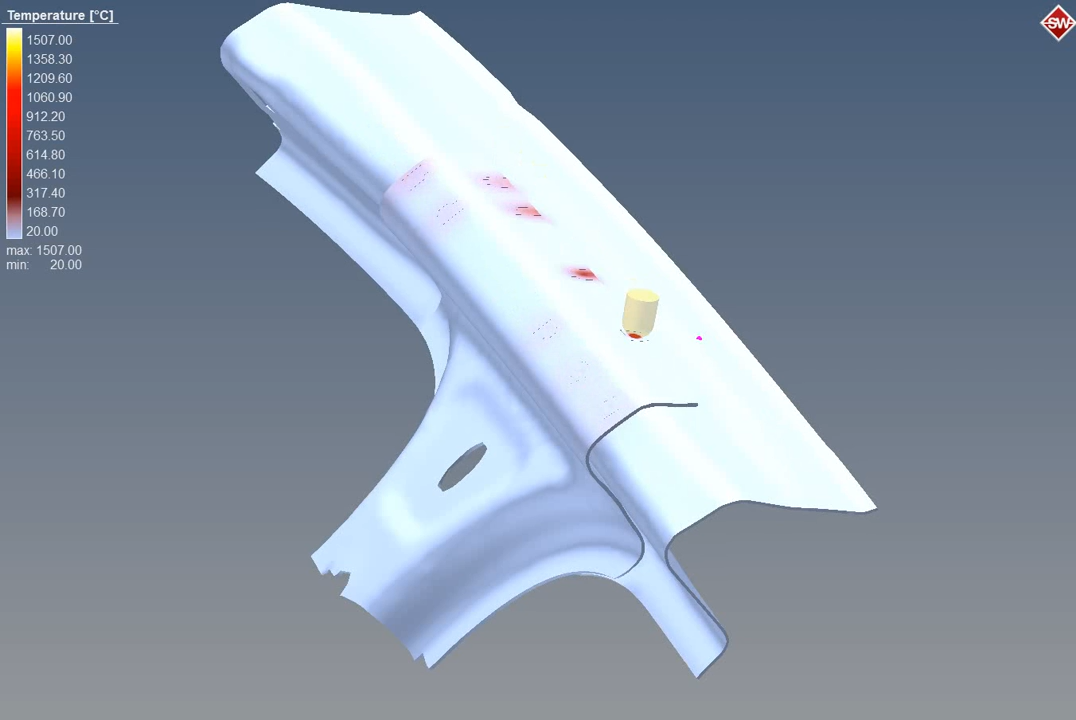 Temperature [°C]
1507.00
1358.30
1209.60
1060.90
912.20
763.50
614.80
466.10
317.40
168.70
20.00
max: 1507.00
min: 20.00
SW